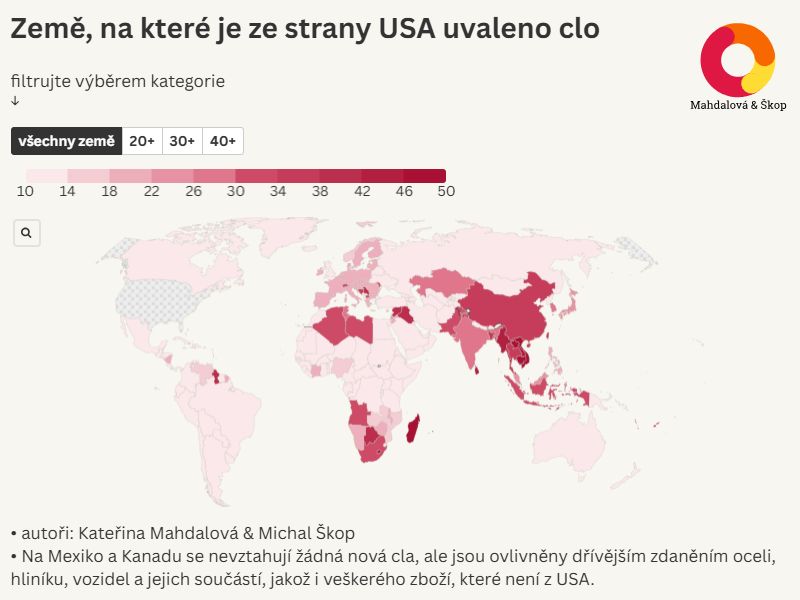 Země, na které je ze strany USA uvaleno clo
Mahdalová & Škop
filtrujte výběrem kategorie
↓
všechny země 20+ 30+ 40+
10 14 18 22 26 30 34 38 42 46 50
• autoři: Kateřina Mahdalová & Michal Škop
• Na Mexiko a Kanadu se nevztahují žádná nová cla, ale jsou ovlivněny dřívějším zdaněním oceli,
hliníku, vozidel a jejich součástí, jakož i veškerého zboží, které není z USA.